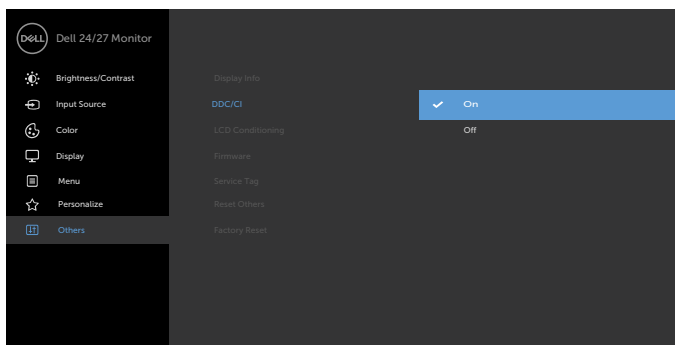 DELL
Dell 24/27 Monitor
Brightness/Contrast
Input Source
Color
Display
Menu
Personalize
Others
Display Info
DDC/CI
LCD Conditioning
Firmware
Service Tag
Reset Others
Factory Reset
On
Off